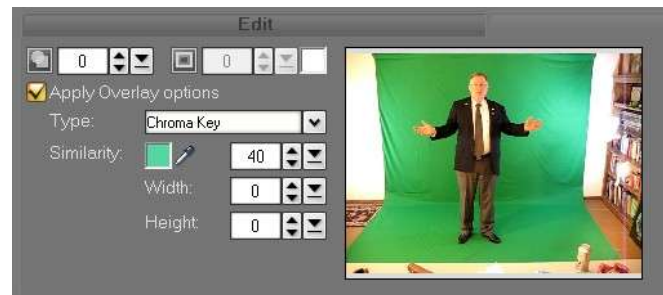 Edit
0 0
Apply Overlay options
Type: Chroma Key
Similarity: 40
Width: 0
Height: 0